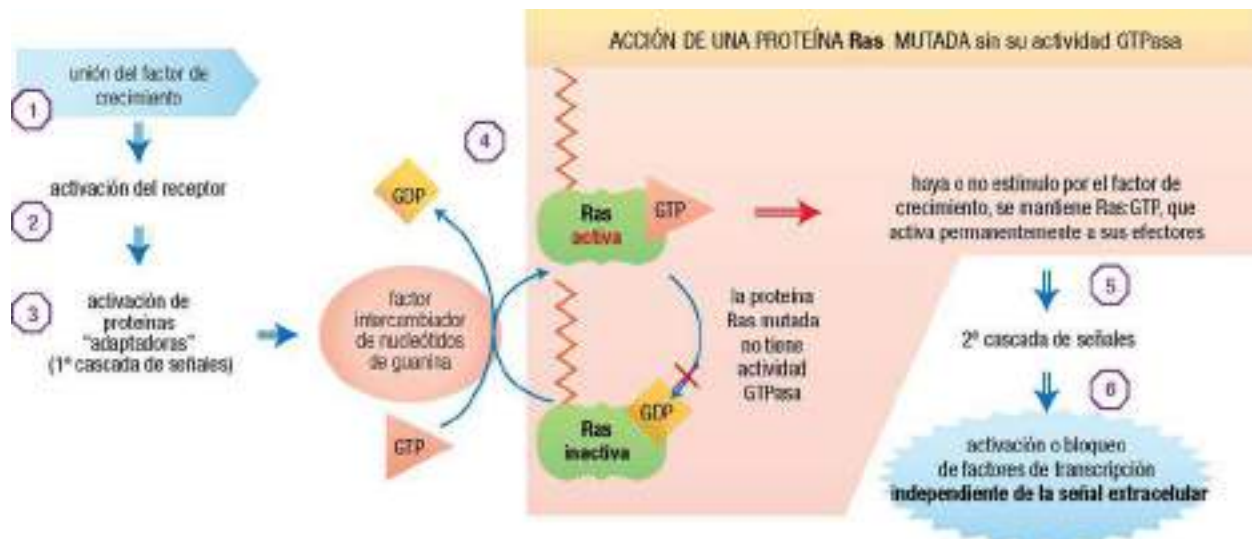 ACCIÓN DE UNA PROTEÍNA Ras MUTADA sin su actividad GTPasa
unión del factor de
crecimiento
1
activación del receptor
2
3
activación de
proteínas
"adaptadoras"
(1ª cascada de señales)
factor
intercambiador
de nucleótidos
de guanina
GDP
GTP
4
Ras
activa
GTP
Ras
inactiva
GDP
la proteína
Ras mutada
no tiene
actividad
GTPasa
haya o no estímulo por el factor de
crecimiento, se mantiene Ras:GTP, que
activa permanentemente a sus efectores
5
2ª cascada de señales
6
activación o bloqueo
de factores de transcripción
independiente de la señal extracelular